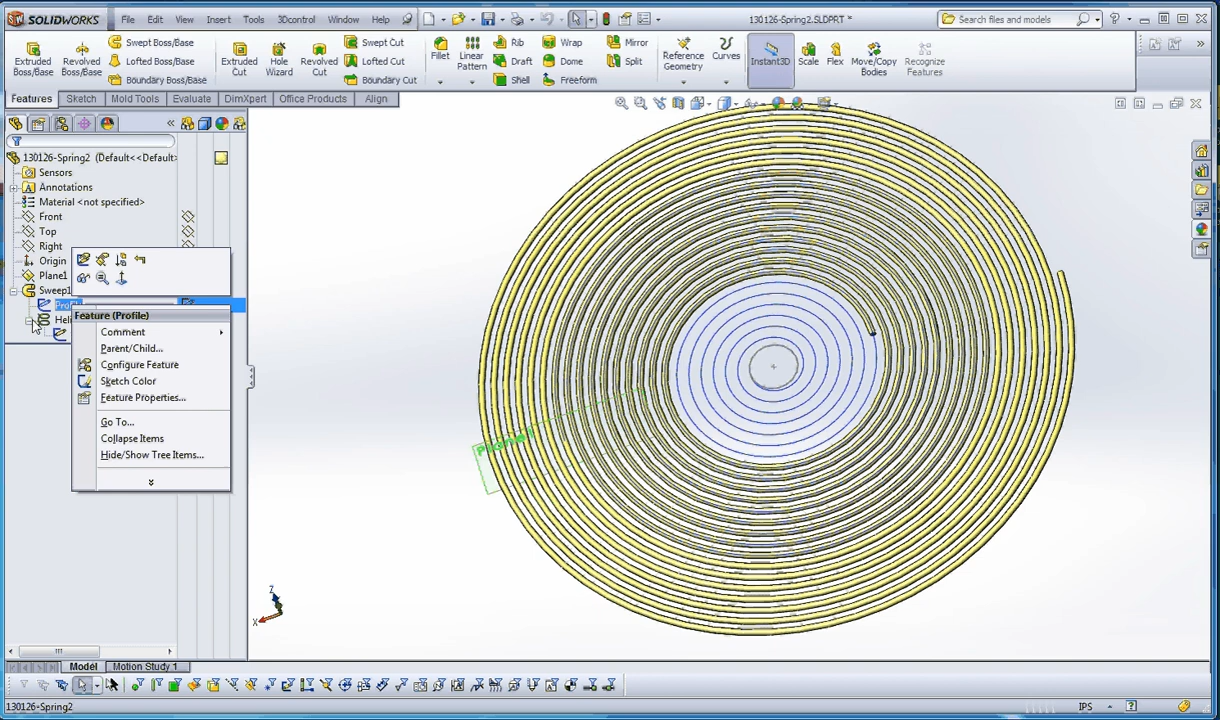 SOLIDWORKS File Edit View Insert Tools 3Dcontrol Window Help 130126-Spring2.SLDPRT * Search files and models
Extruded Boss/Base
Revolved Boss/Base
Swept Boss/Base
Lofted Boss/Base
Boundary Boss/Base
Extruded Cut
Hole Wizard
Revolved Cut
Swept Cut
Lofted Cut
Boundary Cut
Fillet
Linear Pattern
Rib
Draft
Shell
Wrap
Dome
Freeform
Mirror
Split
Reference Geometry
Curves
Instant3D
Scale
Flex
Move/Copy Bodies
Recognize Features
Features Sketch Mold Tools Evaluate DimXpert Office Products Align
130126-Spring2 (Default<<Default>
Sensors
Annotations
Material <not specified>
Front
Top
Right
Origin
Plane1
Sweep1
Feature (Profile)
Comment
Parent/Child...
Configure Feature
Sketch Color
Feature Properties...
Go To...
Collapse Items
Hide/Show Tree Items...
Z
X
Model Motion Study 1
130126-Spring2 IPS